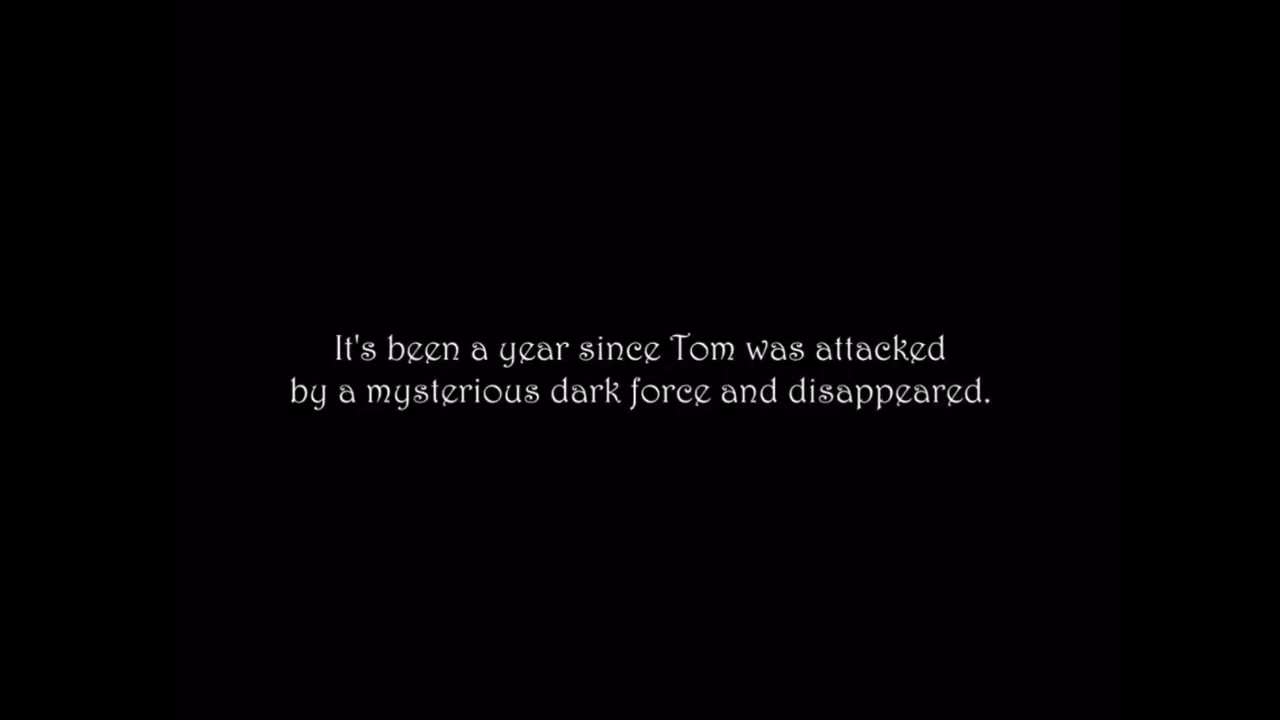 It's been a year since Tom was attacked
by a mysterious dark force and disappeared.